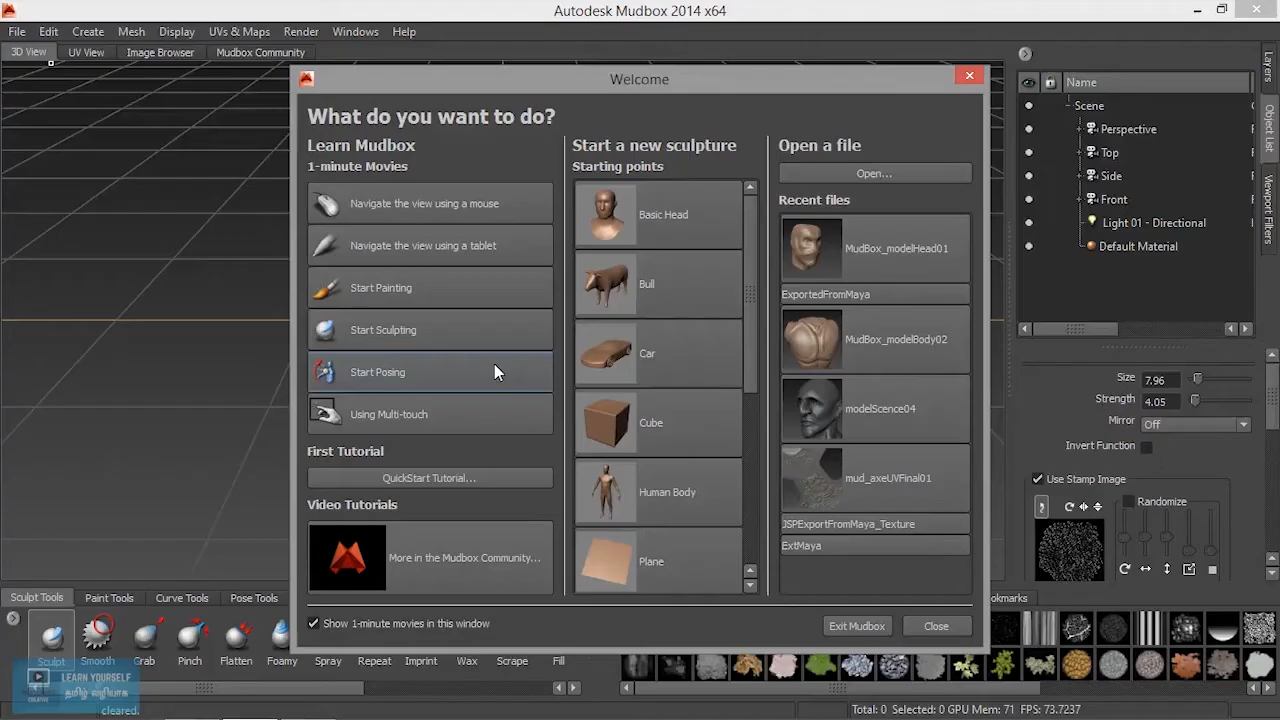 Autodesk Mudbox 2014 x64
File Edit Create Mesh Display UVs & Maps Render Windows Help
3D View UV View Image Browser Mudbox Community
Welcome
What do you want to do?
Learn Mudbox
1-minute Movies
Navigate the view using a mouse
Navigate the view using a tablet
Start Painting
Start Sculpting
Start Posing
Using Multi-touch
First Tutorial
QuickStart Tutorial...
Video Tutorials
More in the Mudbox Community...
Show 1-minute movies in this window
Start a new sculpture
Starting points
Basic Head
Bull
Car
Cube
Human Body
Plane
Open a file
Open...
Recent files
MudBox_modelHead01
ExportedFromMaya
MudBox_modelBody02
modelScence04
mud_axeUVFinal01
JSPExportFromMaya_Texture
ExtMaya
Exit Mudbox Close
Name
Scene
Perspective
Top
Side
Front
Light 01 - Directional
Default Material
Layers
Object List
Viewport Filters
Size 7.96
Strength 4.05
Mirror Off
Invert Function
Use Stamp Image
Randomize
Sculpt Tools Paint Tools Curve Tools Pose Tools
okmarks
Sculpt Smooth Grab Pinch Flatten Foamy Spray Repeat Imprint Wax Scrape Fill
LEARN YOURSELF
தமிழ் வழியாக
CREATIVE
cleared.
Total: 0 Selected: 0 GPU Mem: 71 FPS: 73.7237